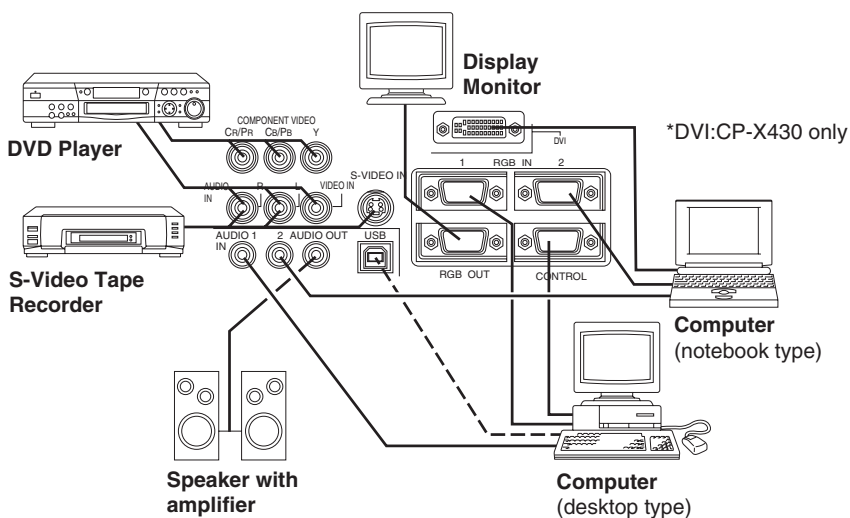 Display
Monitor
DVD Player
COMPONENT VIDEO
CR/PR CB/PB Y
DVI
*DVI:CP-X430 only
1 RGB IN 2
S-VIDEO IN
AUDIO IN R L VIDEO IN
AUDIO 1 2 AUDIO OUT USB
IN
RGB OUT CONTROL
S-Video Tape
Recorder
Computer
(notebook type)
Speaker with
amplifier
Computer
(desktop type)